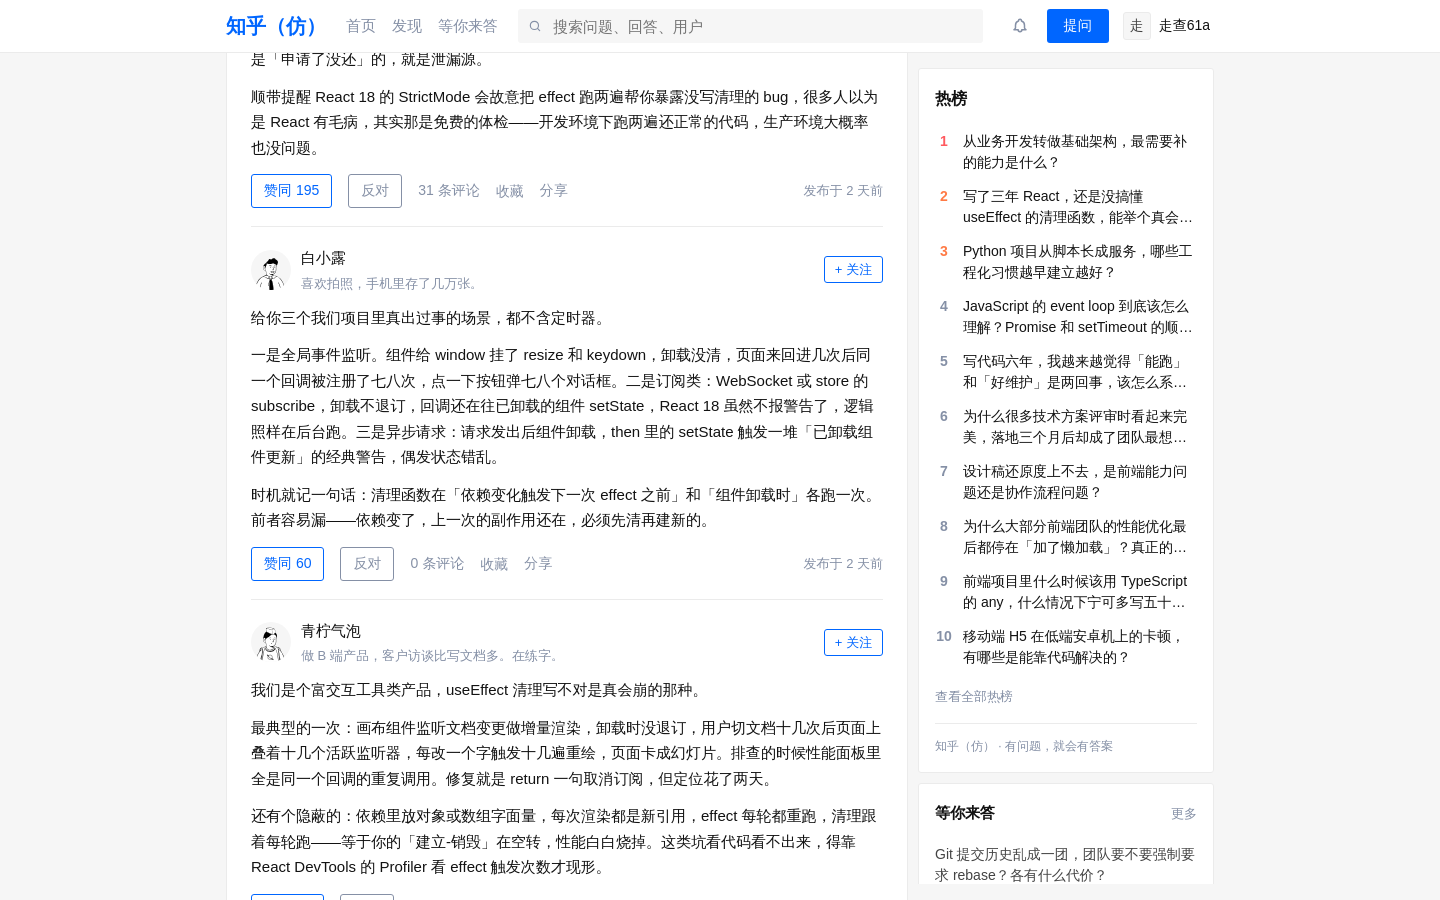 知乎（仿）
首页 发现 等你来答
搜索问题、回答、用户
提问
走 走查61a
是「申请了没还」的，就是泄漏源。
顺带提醒 React 18 的 StrictMode 会故意把 effect 跑两遍帮你暴露没写清理的 bug，很多人以为
是 React 有毛病，其实那是免费的体检——开发环境下跑两遍还正常的代码，生产环境大概率
也没问题。
赞同 195 反对 31 条评论 收藏 分享 发布于 2 天前
白小露
喜欢拍照，手机里存了几万张。
+ 关注
给你三个我们项目里真出过事的场景，都不含定时器。
一是全局事件监听。组件给 window 挂了 resize 和 keydown，卸载没清，页面来回进几次后同
一个回调被注册了七八次，点一下按钮弹七八个对话框。二是订阅类：WebSocket 或 store 的
subscribe，卸载不退订，回调还在往已卸载的组件 setState，React 18 虽然不报警告了，逻辑
照样在后台跑。三是异步请求：请求发出后组件卸载，then 里的 setState 触发一堆「已卸载组
件更新」的经典警告，偶发状态错乱。
时机就记一句话：清理函数在「依赖变化触发下一次 effect 之前」和「组件卸载时」各跑一次。
前者容易漏——依赖变了，上一次的副作用还在，必须先清再建新的。
赞同 60 反对 0 条评论 收藏 分享 发布于 2 天前
青柠气泡
做 B 端产品，客户访谈比写文档多。在练字。
+ 关注
我们是个富交互工具类产品，useEffect 清理写不对是真会崩的那种。
最典型的一次：画布组件监听文档变更做增量渲染，卸载时没退订，用户切文档十几次后页面上
叠着十几个活跃监听器，每改一个字触发十几遍重绘，页面卡成幻灯片。排查的时候性能面板里
全是同一个回调的重复调用。修复就是 return 一句取消订阅，但定位花了两天。
还有个隐蔽的：依赖里放对象或数组字面量，每次渲染都是新引用，effect 每轮都重跑，清理跟
着每轮跑——等于你的「建立-销毁」在空转，性能白白烧掉。这类坑看代码看不出来，得靠
React DevTools 的 Profiler 看 effect 触发次数才现形。
热榜
1 从业务开发转做基础架构，最需要补
的能力是什么？
2 写了三年 React，还是没搞懂
useEffect 的清理函数，能举个真会…
3 Python 项目从脚本长成服务，哪些工
程化习惯越早建立越好？
4 JavaScript 的 event loop 到底该怎么
理解？Promise 和 setTimeout 的顺…
5 写代码六年，我越来越觉得「能跑」
和「好维护」是两回事，该怎么系…
6 为什么很多技术方案评审时看起来完
美，落地三个月后却成了团队最想…
7 设计稿还原度上不去，是前端能力问
题还是协作流程问题？
8 为什么大部分前端团队的性能优化最
后都停在「加了懒加载」？真正的…
9 前端项目里什么时候该用 TypeScript
的 any，什么情况下宁可多写五十…
10 移动端 H5 在低端安卓机上的卡顿，
有哪些是能靠代码解决的？
查看全部热榜
知乎（仿） · 有问题，就会有答案
等你来答 更多
Git 提交历史乱成一团，团队要不要强制要
求 rebase？各有什么代价？